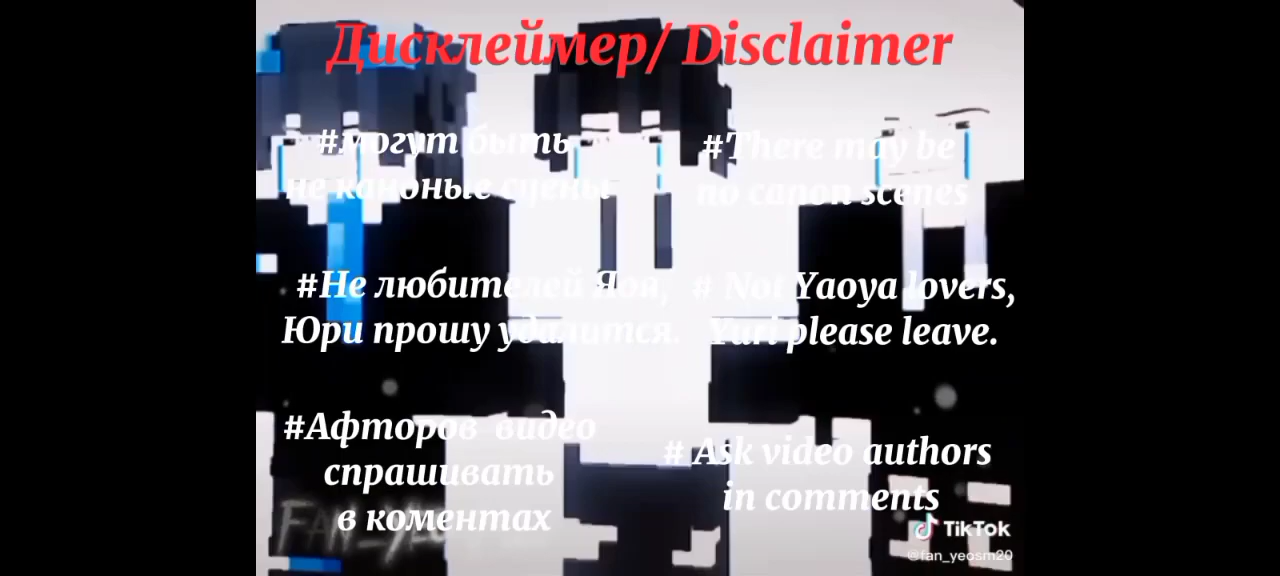 Дисклеймер/ Disclaimer
#могут быть
не каноные сцены
#There may be
no canon scenes
#Не любителей Яоя,
Юри прошу удалится.
# Not Yaoya lovers,
Yuri please leave.
#Афторов видео
спрашивать
в коментах
# Ask video authors
in comments
TikTok
@fan_yeosm20